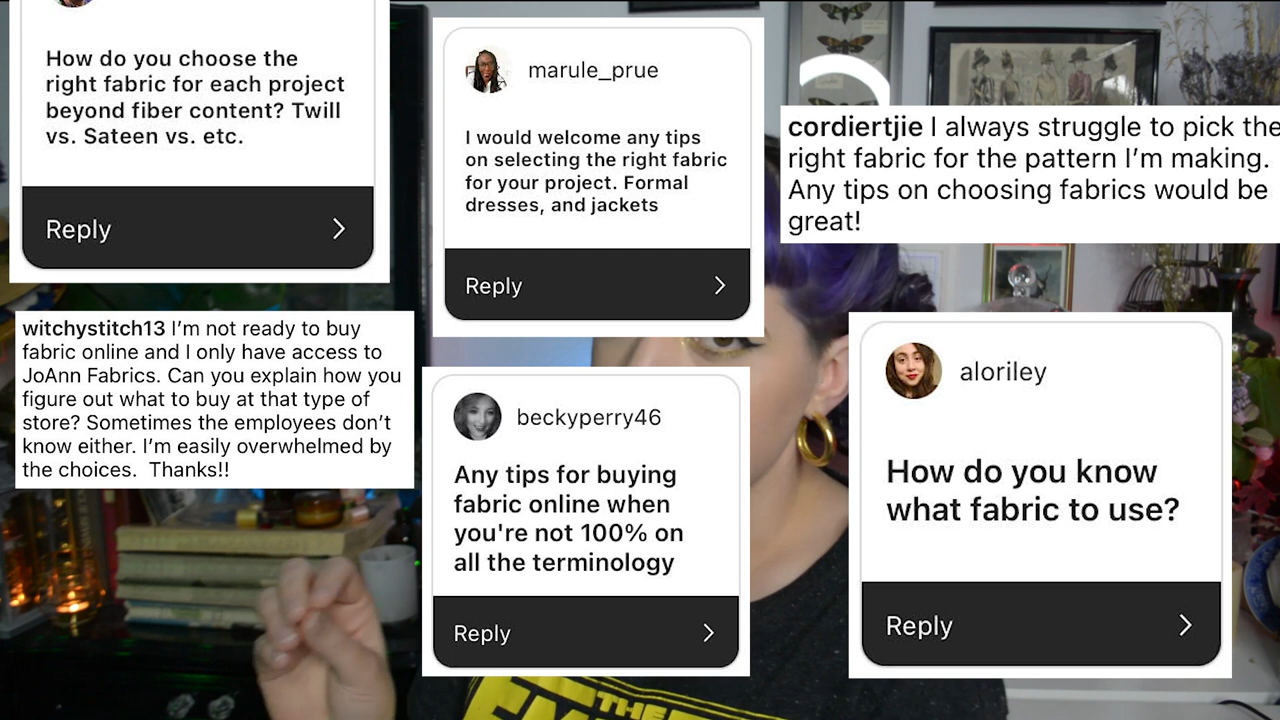 How do you choose the
right fabric for each project
beyond fiber content? Twill
vs. Sateen vs. etc.
Reply
marule_prue
I would welcome any tips
on selecting the right fabric
for your project. Formal
dresses, and jackets
Reply
cordiertjie I always struggle to pick the
right fabric for the pattern I’m making.
Any tips on choosing fabrics would be
great!
witchystitch13 I’m not ready to buy
fabric online and I only have access to
JoAnn Fabrics. Can you explain how you
figure out what to buy at that type of
store? Sometimes the employees don’t
know either. I’m easily overwhelmed by
the choices.  Thanks!!
beckyperry46
Any tips for buying
fabric online when
you're not 100% on
all the terminology
Reply
aloriley
How do you know
what fabric to use?
Reply
THE